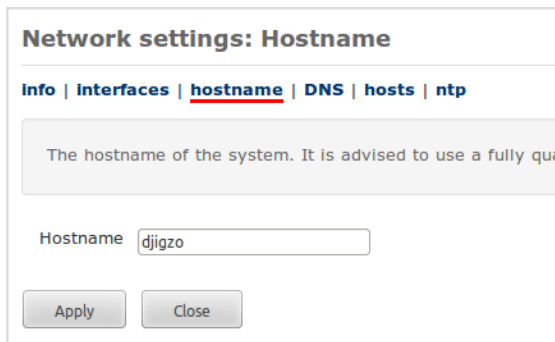 Network settings: Hostname
info | interfaces | hostname | DNS | hosts | ntp
The hostname of the system. It is advised to use a fully
Hostname djigzo
Apply Close